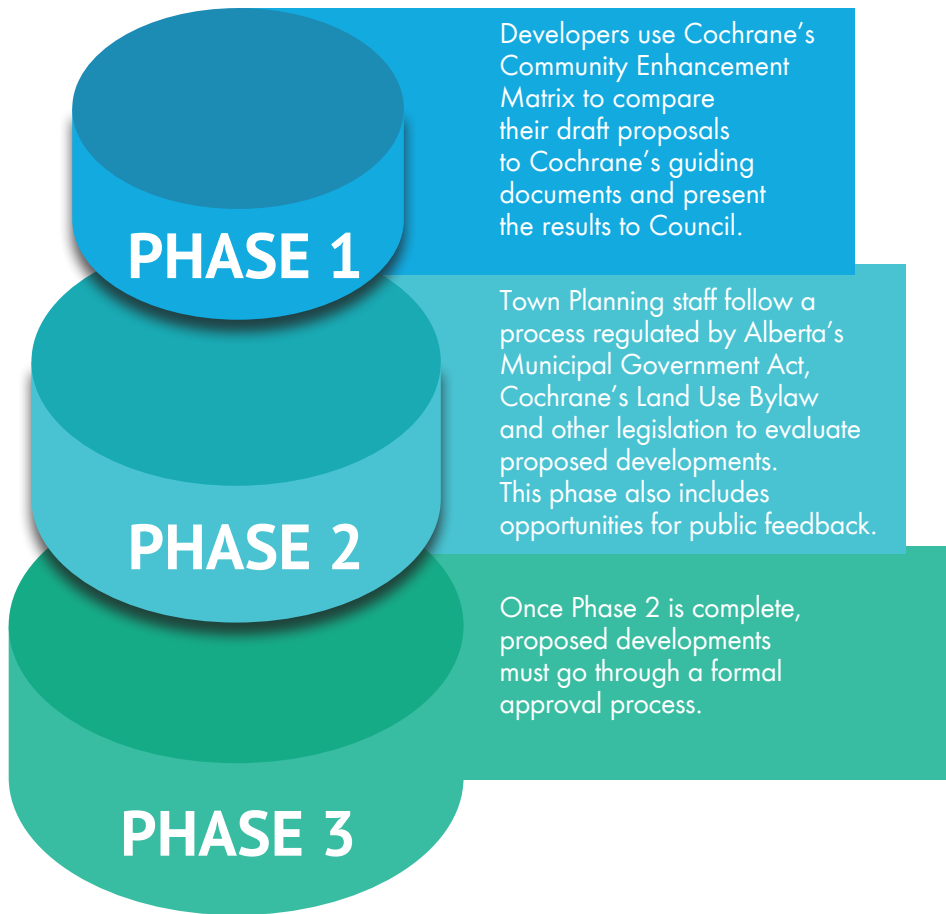 PHASE 1
Developers use Cochrane’s
Community Enhancement
Matrix to compare
their draft proposals
to Cochrane’s guiding
documents and present
the results to Council.
PHASE 2
Town Planning staff follow a
process regulated by Alberta’s
Municipal Government Act,
Cochrane’s Land Use Bylaw
and other legislation to evaluate
proposed developments.
This phase also includes
opportunities for public feedback.
PHASE 3
Once Phase 2 is complete,
proposed developments
must go through a formal
approval process.